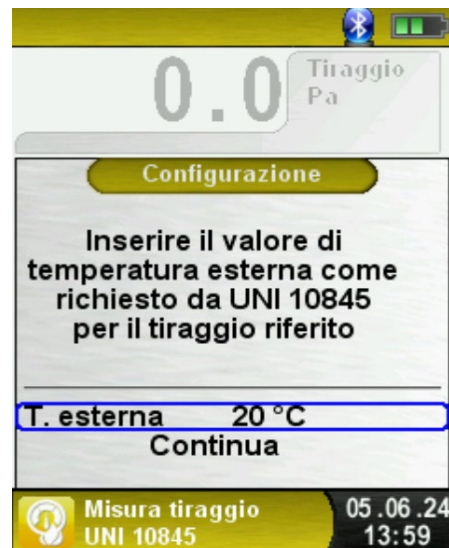 0.0
Tiraggio
Pa
Configurazione
Inserire il valore di
temperatura esterna come
richiesto da UNI 10845
per il tiraggio riferito
T. esterna 20 °C
Continua
Misura tiraggio
UNI 10845
05.06.24
13:59